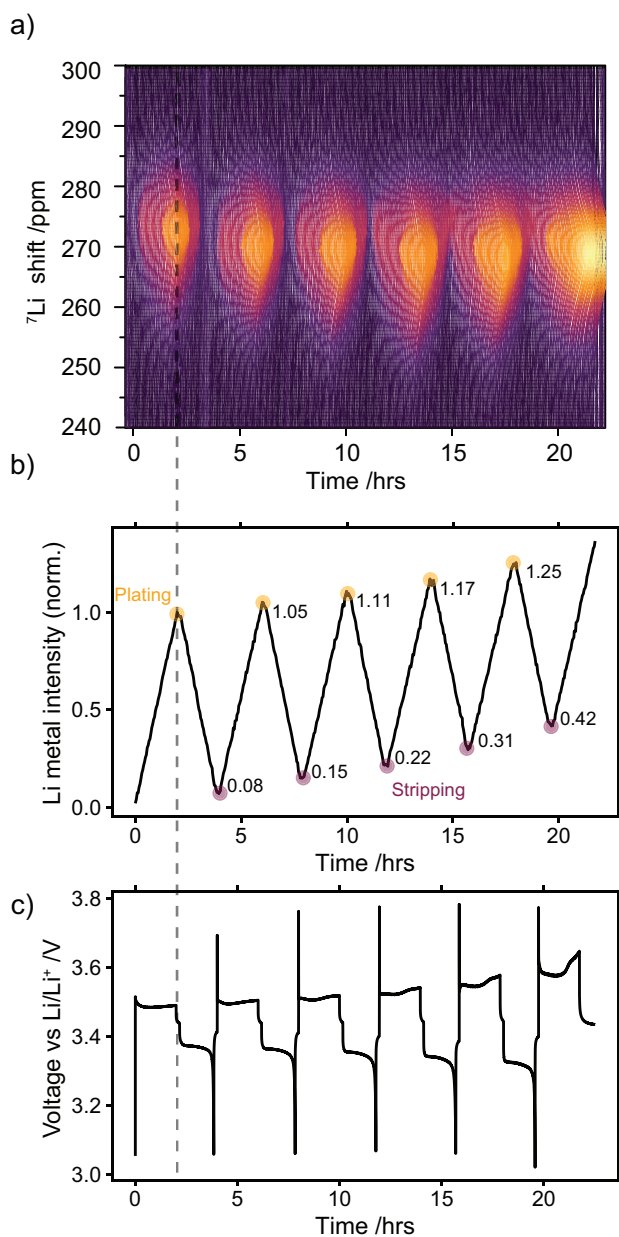 a)
300
290
280
270
260
250
240
⁷Li shift /ppm
0 5 10 15 20
Time /hrs
b)
Li metal intensity (norm.)
1.0
0.5
0.0
Plating
1.05
1.11
1.17
1.25
0.08
0.15
0.22
0.31
0.42
Stripping
0 5 10 15 20
Time /hrs
c)
Voltage vs Li/Li⁺ /V
3.8
3.6
3.4
3.2
3.0
0 5 10 15 20
Time /hrs